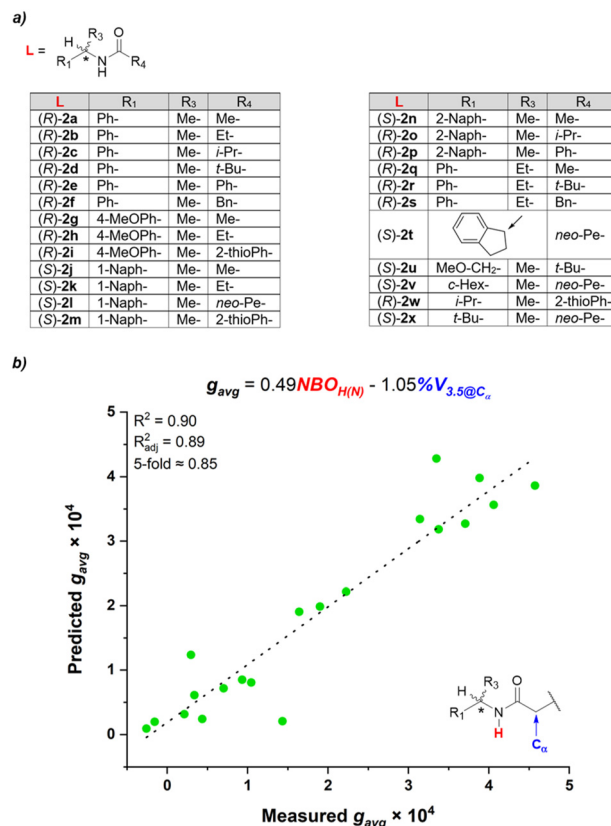 a)
L =
H R3
R1 * N H O R4
L R1 R3 R4
(R)-2a Ph- Me- Me-
(R)-2b Ph- Me- Et-
(R)-2c Ph- Me- i-Pr-
(R)-2d Ph- Me- t-Bu-
(R)-2e Ph- Me- Ph-
(R)-2f Ph- Me- Bn-
(R)-2g 4-MeOPh- Me- Me-
(R)-2h 4-MeOPh- Me- Et-
(R)-2i 4-MeOPh- Me- 2-thioPh-
(S)-2j 1-Naph- Me- Me-
(S)-2k 1-Naph- Me- Et-
(S)-2l 1-Naph- Me- neo-Pe-
(S)-2m 1-Naph- Me- 2-thioPh-
L R1 R3 R4
(S)-2n 2-Naph- Me- Me-
(S)-2o 2-Naph- Me- i-Pr-
(R)-2p 2-Naph- Me- Ph-
(R)-2q Ph- Et- Me-
(R)-2r Ph- Et- t-Bu-
(R)-2s Ph- Et- Bn-
(S)-2t neo-Pe-
(S)-2u MeO-CH2- Me- t-Bu-
(S)-2v c-Hex- Me- neo-Pe-
(R)-2w i-Pr- Me- 2-thioPh-
(S)-2x t-Bu- Me- neo-Pe-
b)
g_avg = 0.49NBO_H(N) - 1.05%V_3.5@Cα
R² = 0.90
R²adj = 0.89
5-fold ≈ 0.85
Predicted g_avg × 10⁴
5
4
3
2
1
0
0 1 2 3 4 5
Measured g_avg × 10⁴
H R3 O
R1 * N
H
Cα